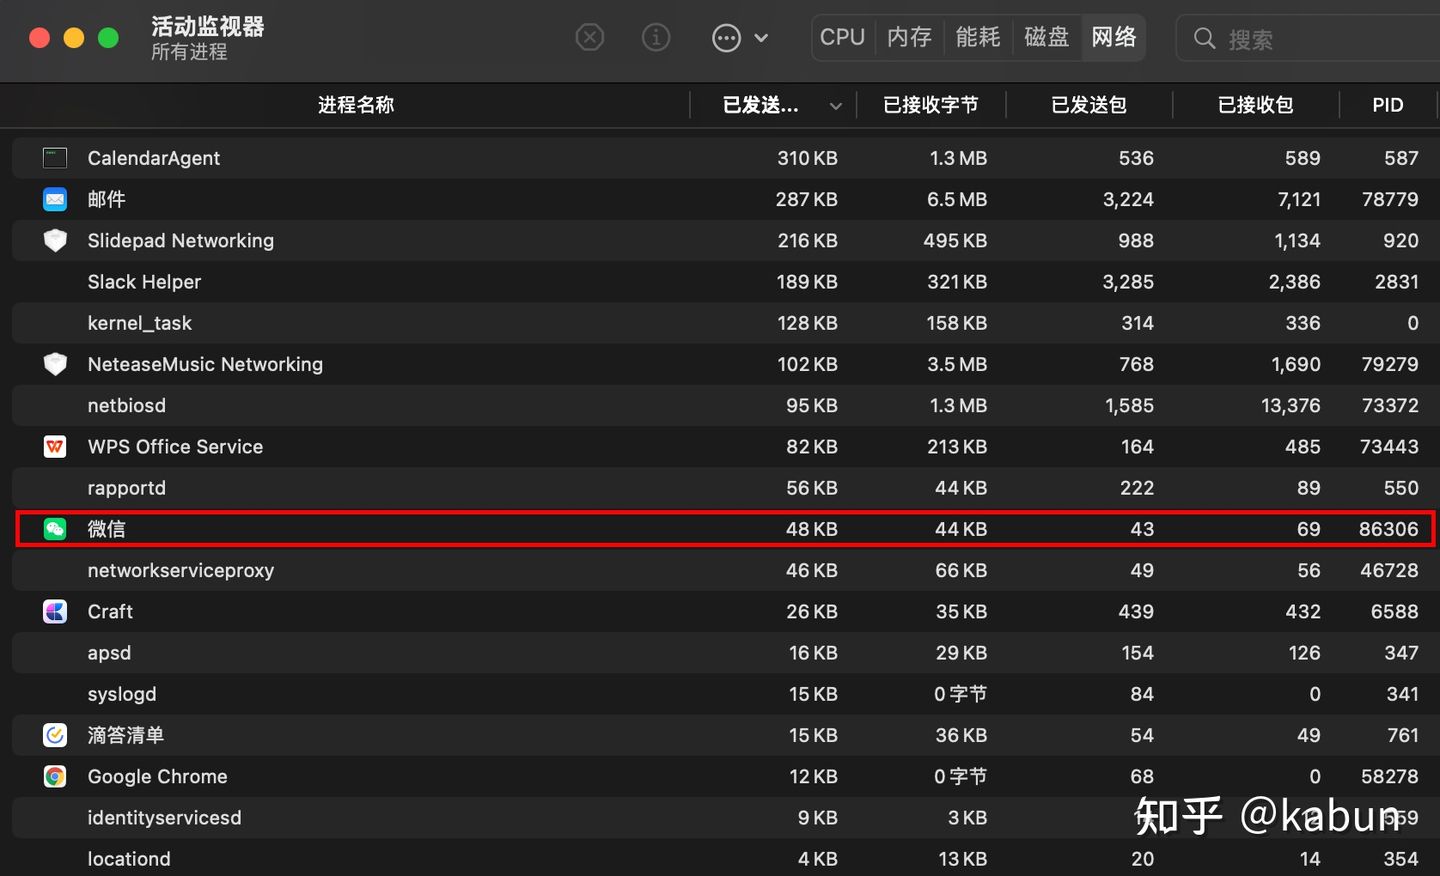 活动监视器
所有进程
CPU 内存 能耗 磁盘 网络 搜索
进程名称 已发送... 已接收字节 已发送包 已接收包 PID
CalendarAgent 310 KB 1.3 MB 536 589 587
邮件 287 KB 6.5 MB 3,224 7,121 78779
Slidepad Networking 216 KB 495 KB 988 1,134 920
Slack Helper 189 KB 321 KB 3,285 2,386 2831
kernel_task 128 KB 158 KB 314 336 0
NeteaseMusic Networking 102 KB 3.5 MB 768 1,690 79279
netbiosd 95 KB 1.3 MB 1,585 13,376 73372
WPS Office Service 82 KB 213 KB 164 485 73443
rapportd 56 KB 44 KB 222 89 550
微信 48 KB 44 KB 43 69 86306
networkserviceproxy 46 KB 66 KB 49 56 46728
Craft 26 KB 35 KB 439 432 6588
apsd 16 KB 29 KB 154 126 347
syslogd 15 KB 0 字节 84 0 341
滴答清单 15 KB 36 KB 54 49 761
Google Chrome 12 KB 0 字节 68 0 58278
identityservicesd 9 KB 3 KB
知乎 @kabun
locationd 4 KB 13 KB 20 14 354